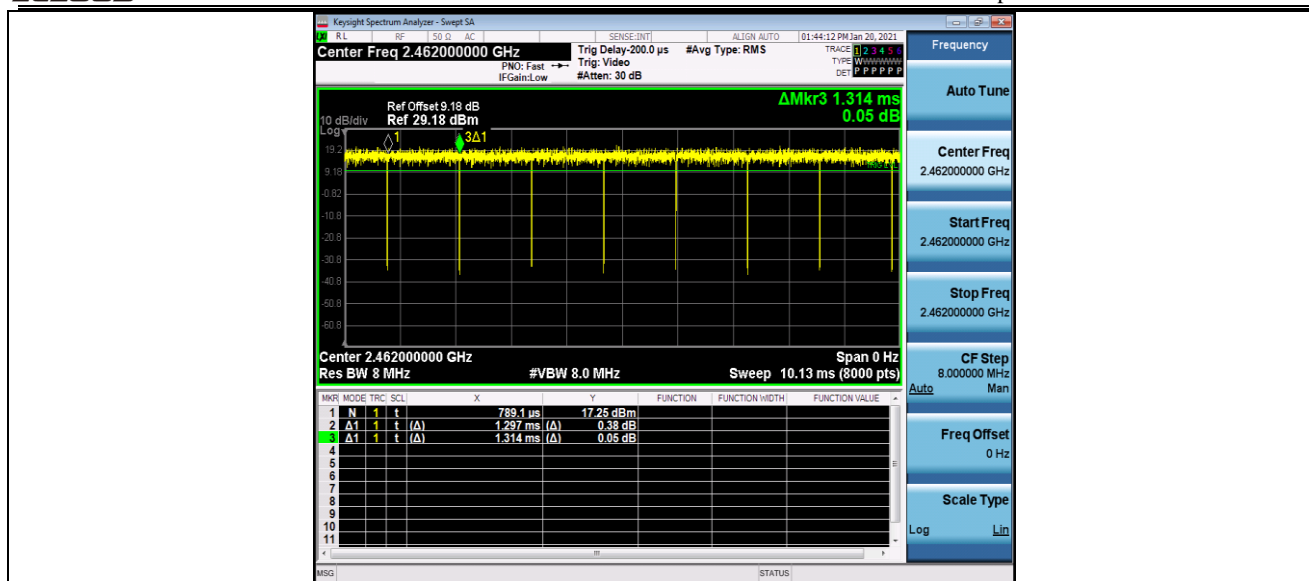 Keysight Spectrum Analyzer - Swept SA
RL RF 50 Ω AC SENSE:INT ALIGN AUTO 01:44:12 PM Jan 20, 2021
Center Freq 2.462000000 GHz
PNO: Fast
IFGain:Low
Trig Delay-200.0 µs
Trig: Video
#Atten: 30 dB
#Avg Type: RMS
TRACE 1 2 3 4 5 6
TYPE WWWWWW
DET P P P P P P
ΔMkr3 1.314 ms
0.05 dB
Ref Offset 9.18 dB
10 dB/div Ref 29.18 dBm
Log
1 3Δ1
19.2
9.18
-0.82
-10.8
-20.8
-30.8
-40.8
-50.8
-60.8
Center 2.462000000 GHz Span 0 Hz
Res BW 8 MHz #VBW 8.0 MHz Sweep 10.13 ms (8000 pts)
MKR MODE TRC SCL X Y FUNCTION FUNCTION WIDTH FUNCTION VALUE
1 N 1 t 789.1 µs 17.25 dBm
2 Δ1 1 t (Δ) 1.297 ms (Δ) 0.38 dB
3 Δ1 1 t (Δ) 1.314 ms (Δ) 0.05 dB
4
5
6
7
8
9
10
11
MSG STATUS
Frequency
Auto Tune
Center Freq
2.462000000 GHz
Start Freq
2.462000000 GHz
Stop Freq
2.462000000 GHz
CF Step
8.000000 MHz
Auto Man
Freq Offset
0 Hz
Scale Type
Log Lin